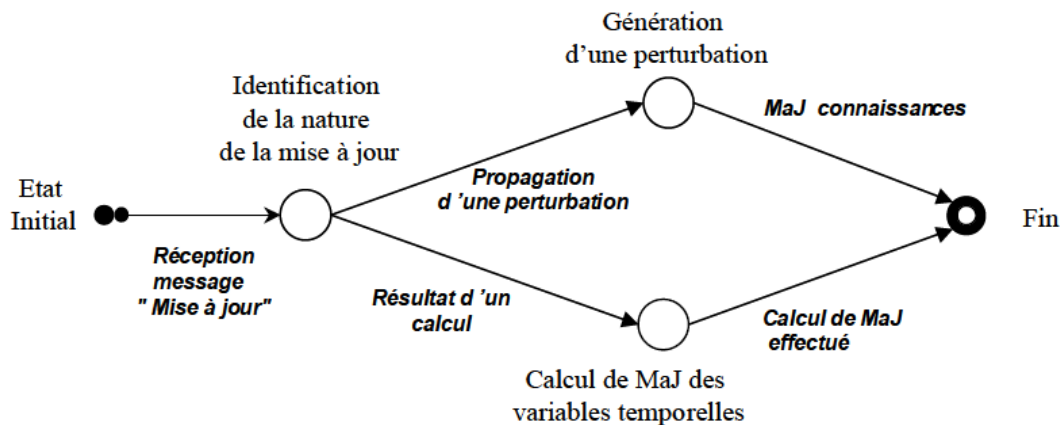 Génération
d’une perturbation
Identification
de la nature
de la mise à jour
MaJ connaissances
Etat
Initial
Propagation
d ’une perturbation
Fin
Réception
message
" Mise à jour"
Résultat d ’un
calcul
Calcul de MaJ
effectué
Calcul de MaJ des
variables temporelles